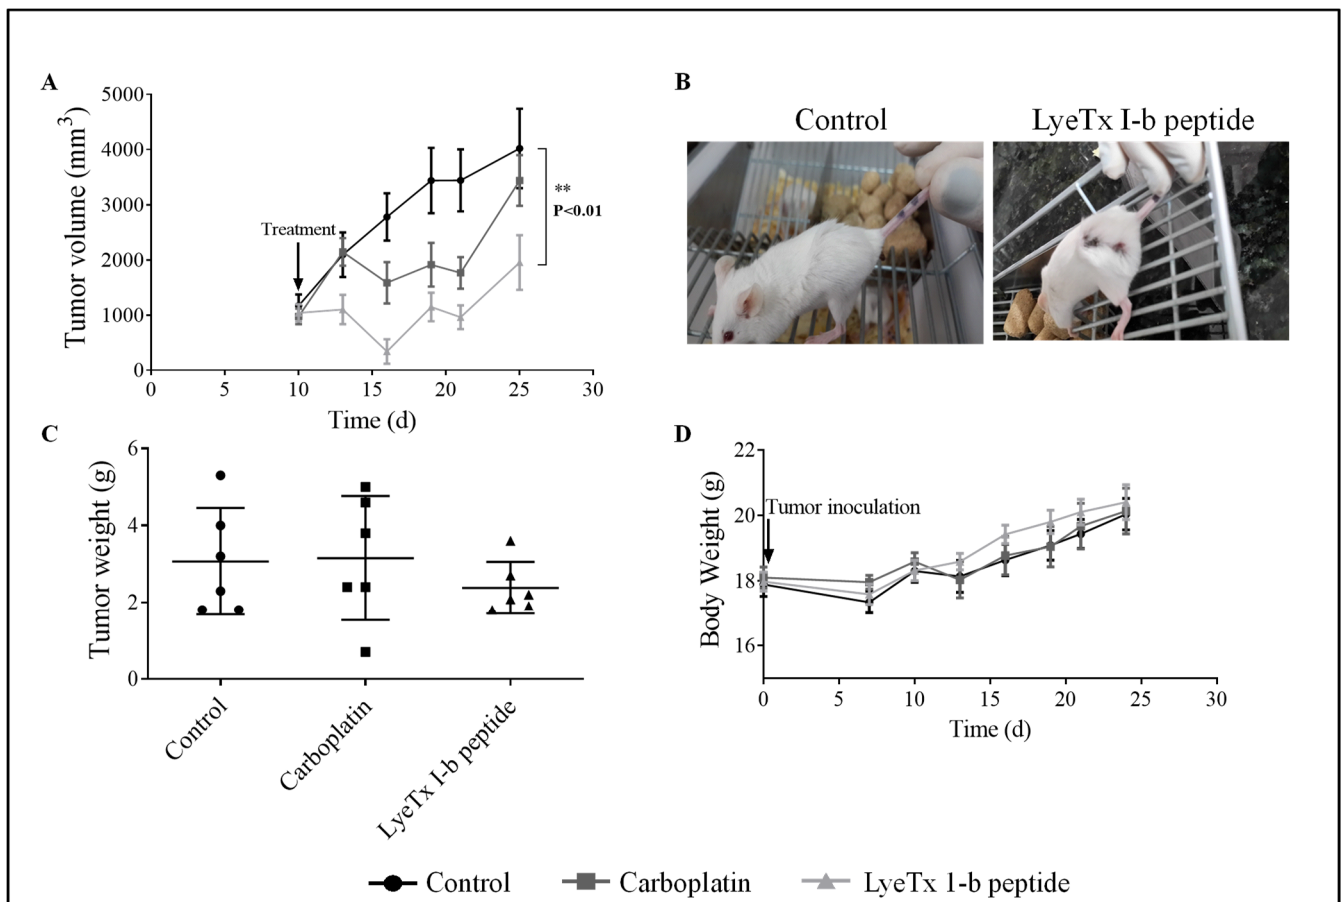 A
5000
4000
3000
2000
1000
0
Tumor volume (mm3)
Treatment
**
P<0.01
0 5 10 15 20 25 30
Time (d)
B
Control
LyeTx I-b peptide
C
6
4
2
0
Tumor weight (g)
Control
Carboplatin
LyeTx I-b peptide
D
22
20
18
16
Body Weight (g)
Tumor inoculation
0 5 10 15 20 25 30
Time (d)
Control Carboplatin LyeTx 1-b peptide